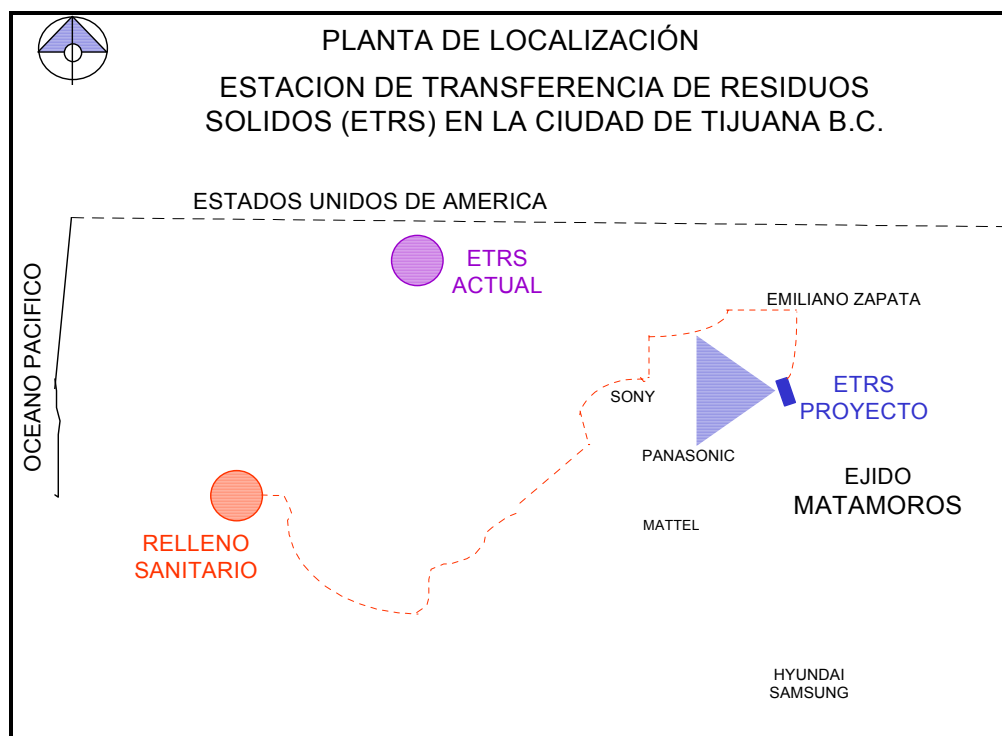 PLANTA DE LOCALIZACIÓN
ESTACION DE TRANSFERENCIA DE RESIDUOS
SOLIDOS (ETRS) EN LA CIUDAD DE TIJUANA B.C.
ESTADOS UNIDOS DE AMERICA
OCEANO PACIFICO
ETRS
ACTUAL
EMILIANO ZAPATA
SONY
ETRS
PROYECTO
PANASONIC
EJIDO
MATAMOROS
MATTEL
RELLENO
SANITARIO
HYUNDAI
SAMSUNG